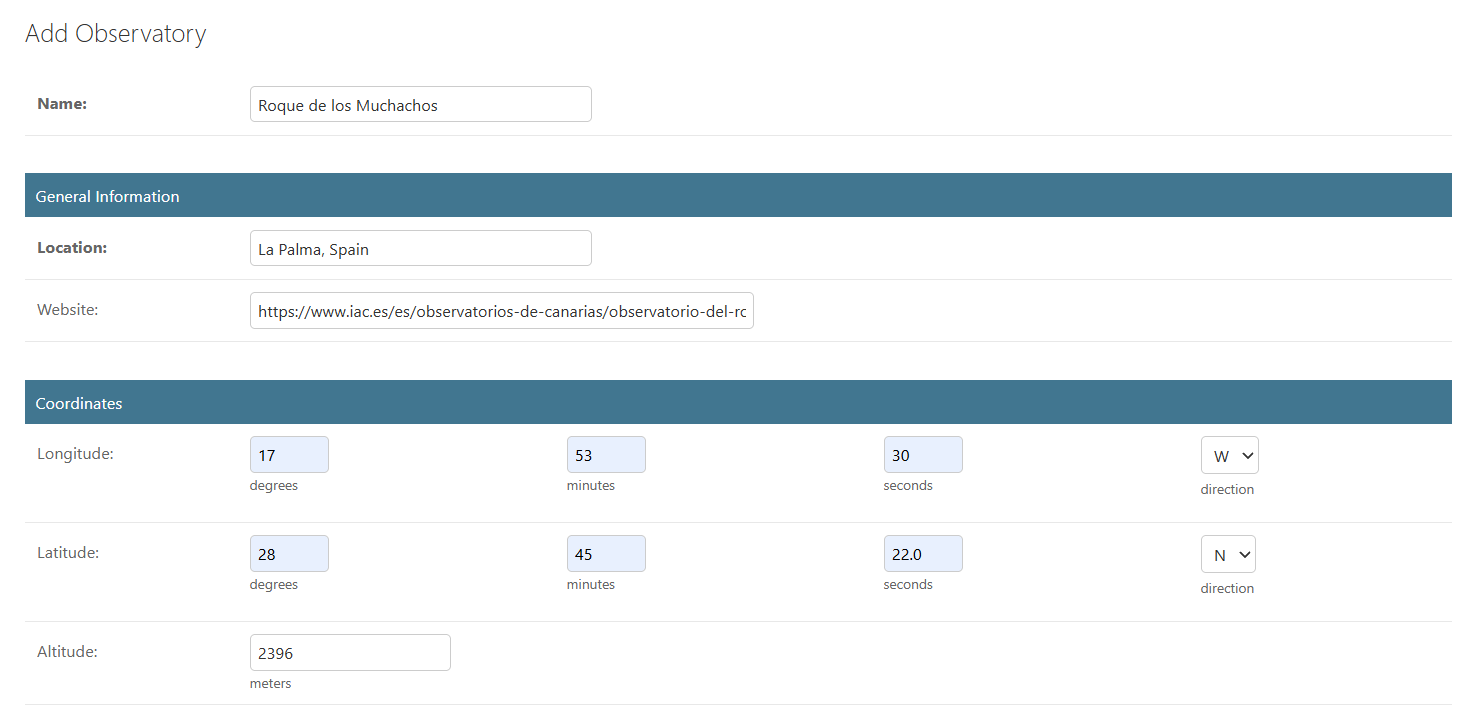 Add Observatory
Name: Roque de los Muchachos
General Information
Location: La Palma, Spain
Website: https://www.iac.es/es/observatorios-de-canarias/observatorio-del-rc
Coordinates
Longitude: 17 53 30 W
degrees minutes seconds direction
Latitude: 28 45 22.0 N
degrees minutes seconds direction
Altitude: 2396
meters